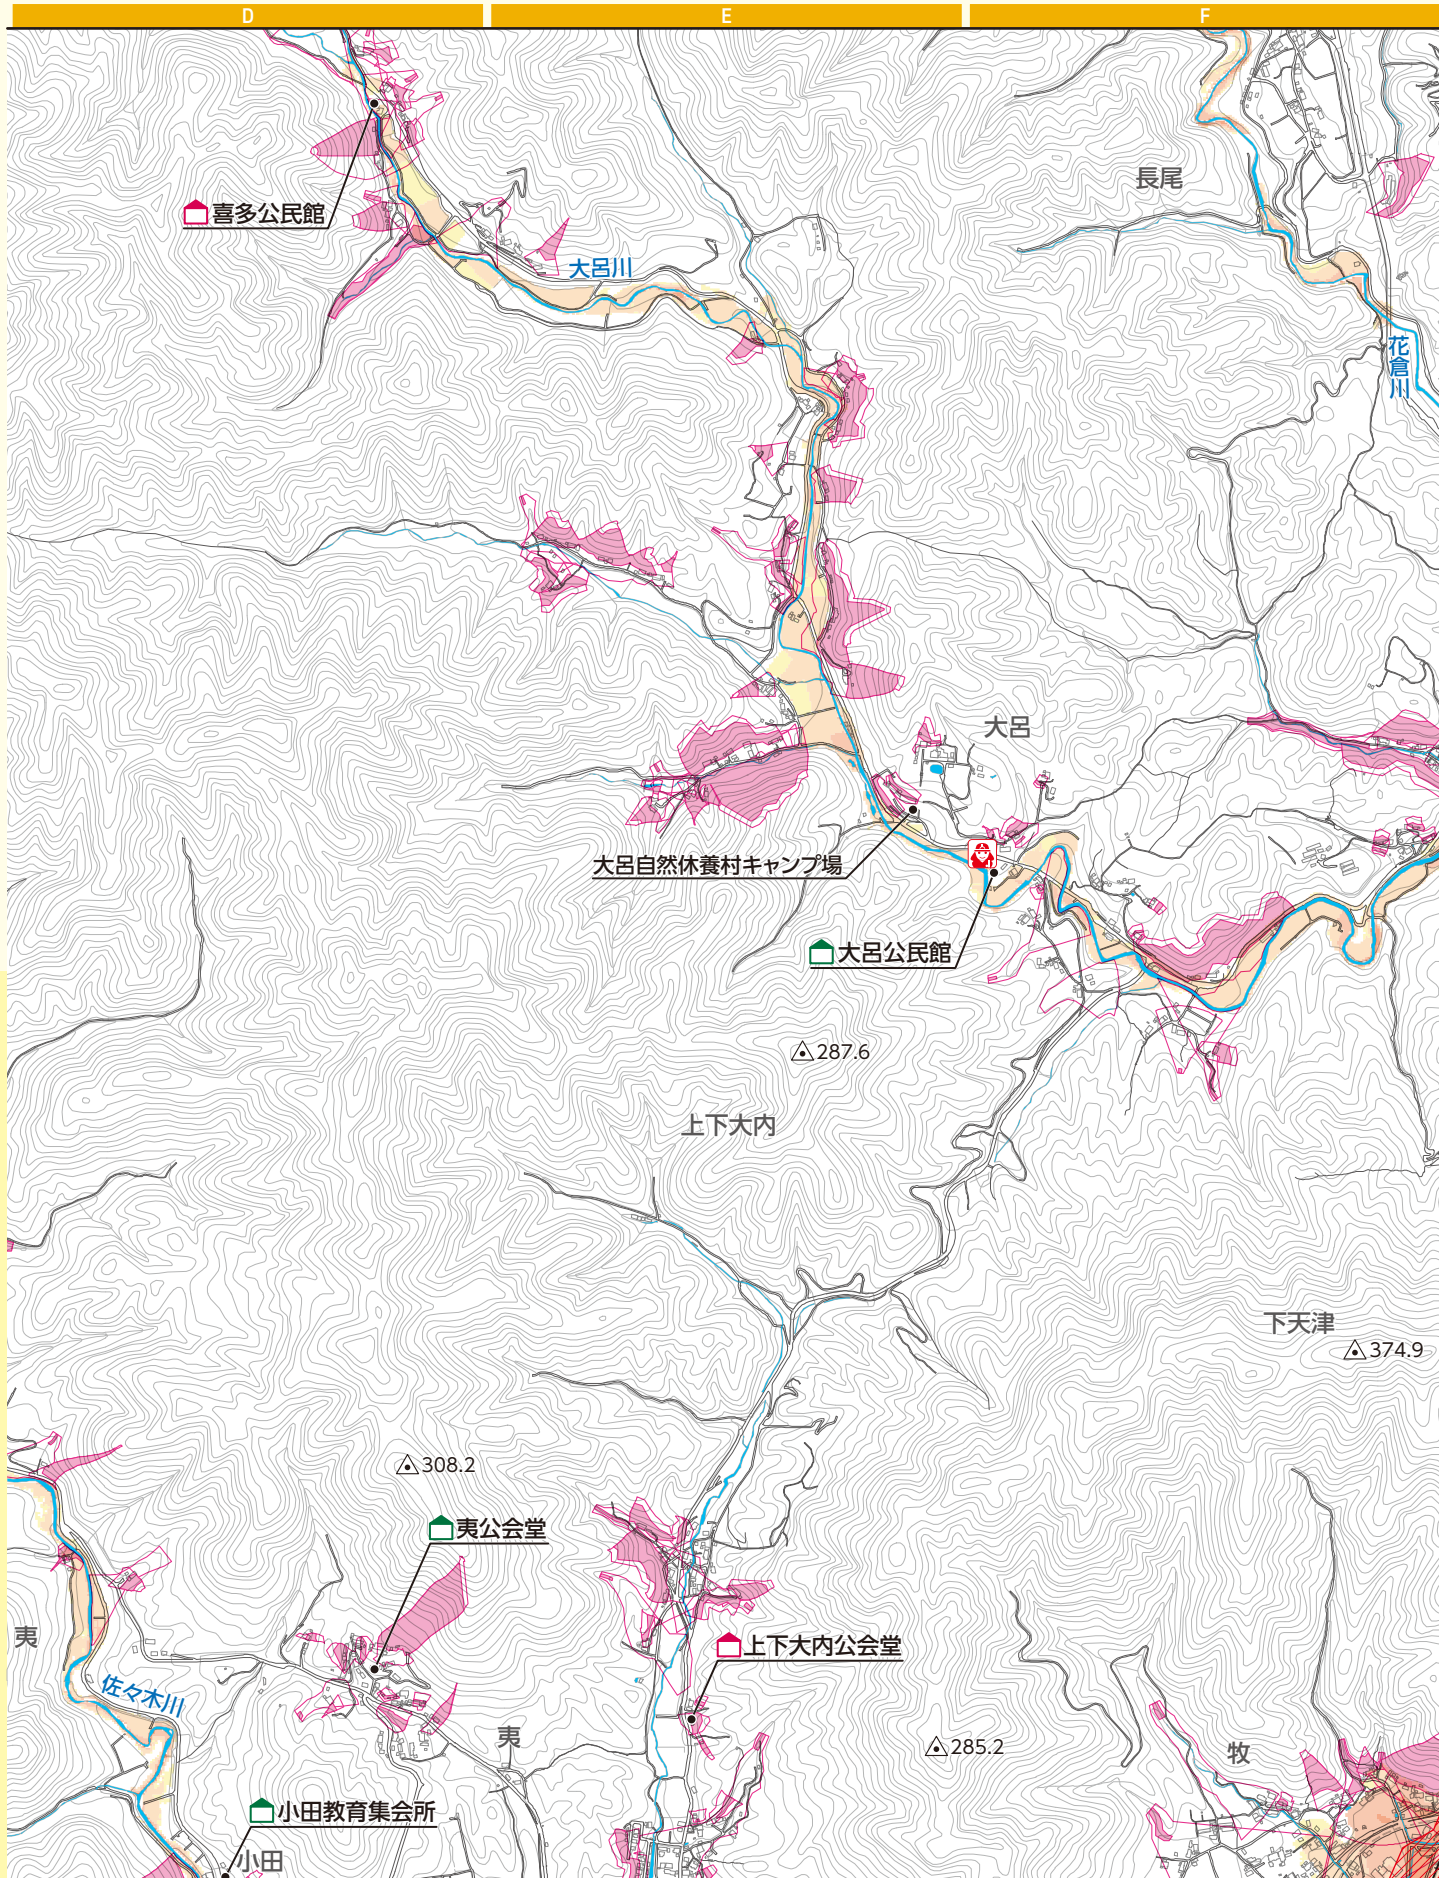 D
E
F
長尾
喜多公民館
大呂川
花倉川
大呂
大呂自然休養村キャンプ場
大呂公民館
287.6
上下大内
下天津
374.9
308.2
夷公会堂
夷
上下大内公会堂
佐々木川
夷
285.2
牧
小田教育集会所
小田